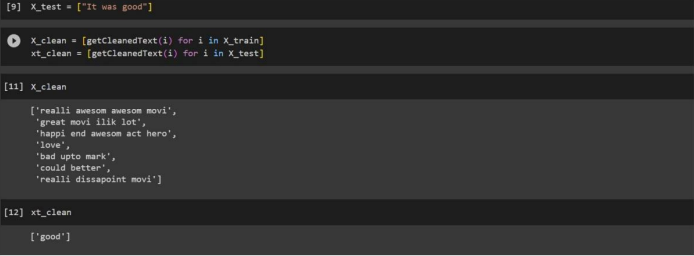 [9] X_test = ["It was good"]
X_clean = [getCleanedText(i) for i in X_train]
xt_clean = [getCleanedText(i) for i in X_test]
[11] X_clean
['realli awesom awesom movi',
'great movi ilik lot',
'happi end awesom act hero',
'love',
'bad upto mark',
'could better',
'realli dissapoint movi']
[12] xt_clean
['good']